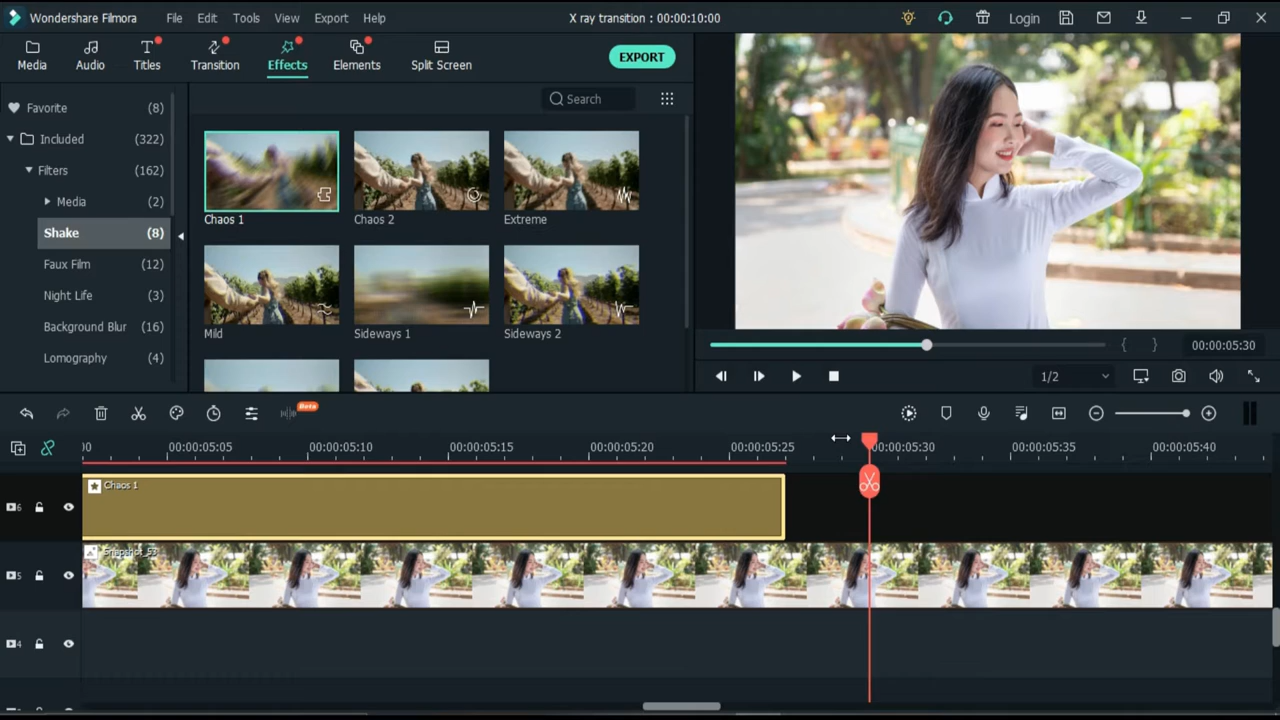 Wondershare Filmora
File
Edit
Tools
View
Export
Help
X ray transition : 00:00:10:00
Login
Media
Audio
Titles
Transition
Effects
Elements
Split Screen
EXPORT
Favorite (8)
Included (322)
Filters (162)
Media (2)
Shake (8)
Faux Film (12)
Night Life (3)
Background Blur (16)
Lomography (4)
Search
Chaos 1
Chaos 2
Extreme
Mild
Sideways 1
Sideways 2
{ }
00:00:05:30
1/2
Beta
00
00:00:05:05
00:00:05:10
00:00:05:15
00:00:05:20
00:00:05:25
00:00:05:30
00:00:05:35
00:00:05:40
6
Chaos 1
5
Snapshot_53
4